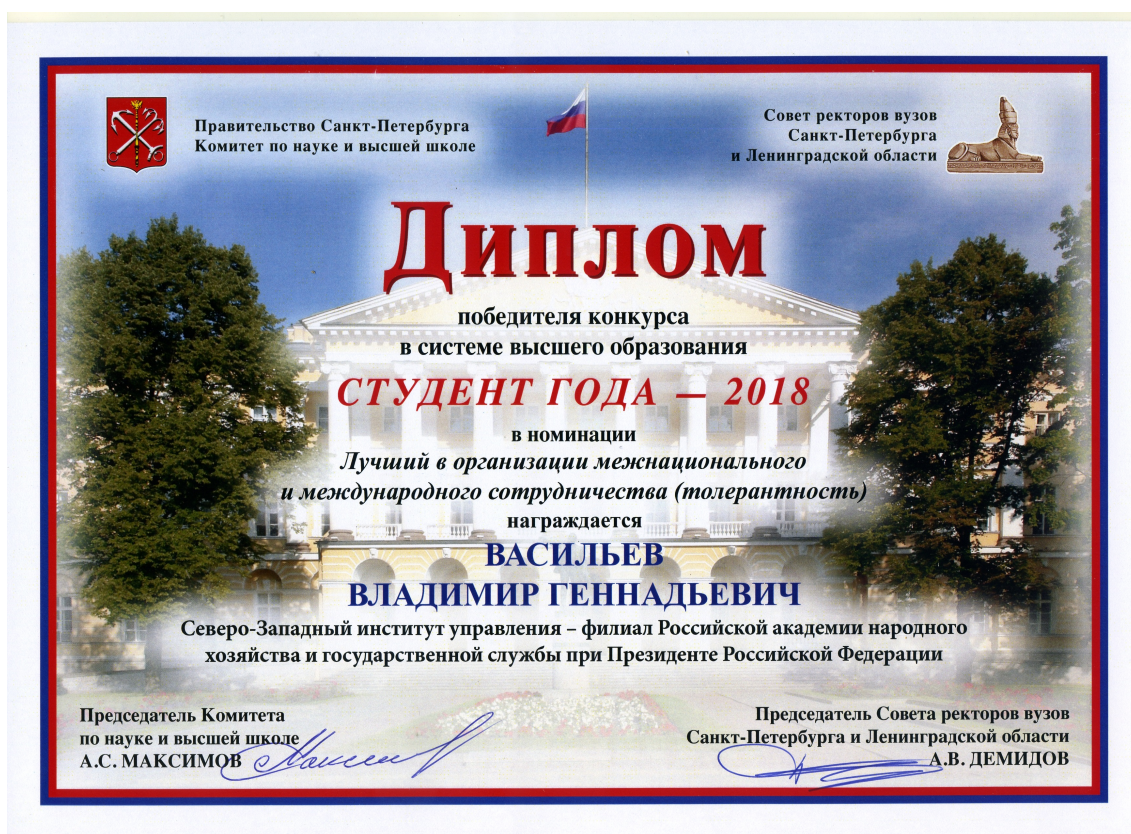 Правительство Санкт-Петербурга
Комитет по науке и высшей школе
Совет ректоров вузов
Санкт-Петербурга
и Ленинградской области
Диплом
победителя конкурса
в системе высшего образования
СТУДЕНТ ГОДА — 2018
в номинации
Лучший в организации межнационального
и международного сотрудничества (толерантность)
награждается
ВАСИЛЬЕВ
ВЛАДИМИР ГЕННАДЬЕВИЧ
Северо-Западный институт управления – филиал Российской академии народного
хозяйства и государственной службы при Президенте Российской Федерации
Председатель Комитета
по науке и высшей школе
А.С. МАКСИМОВ
Председатель Совета ректоров вузов
Санкт-Петербурга и Ленинградской области
А.В. ДЕМИДОВ